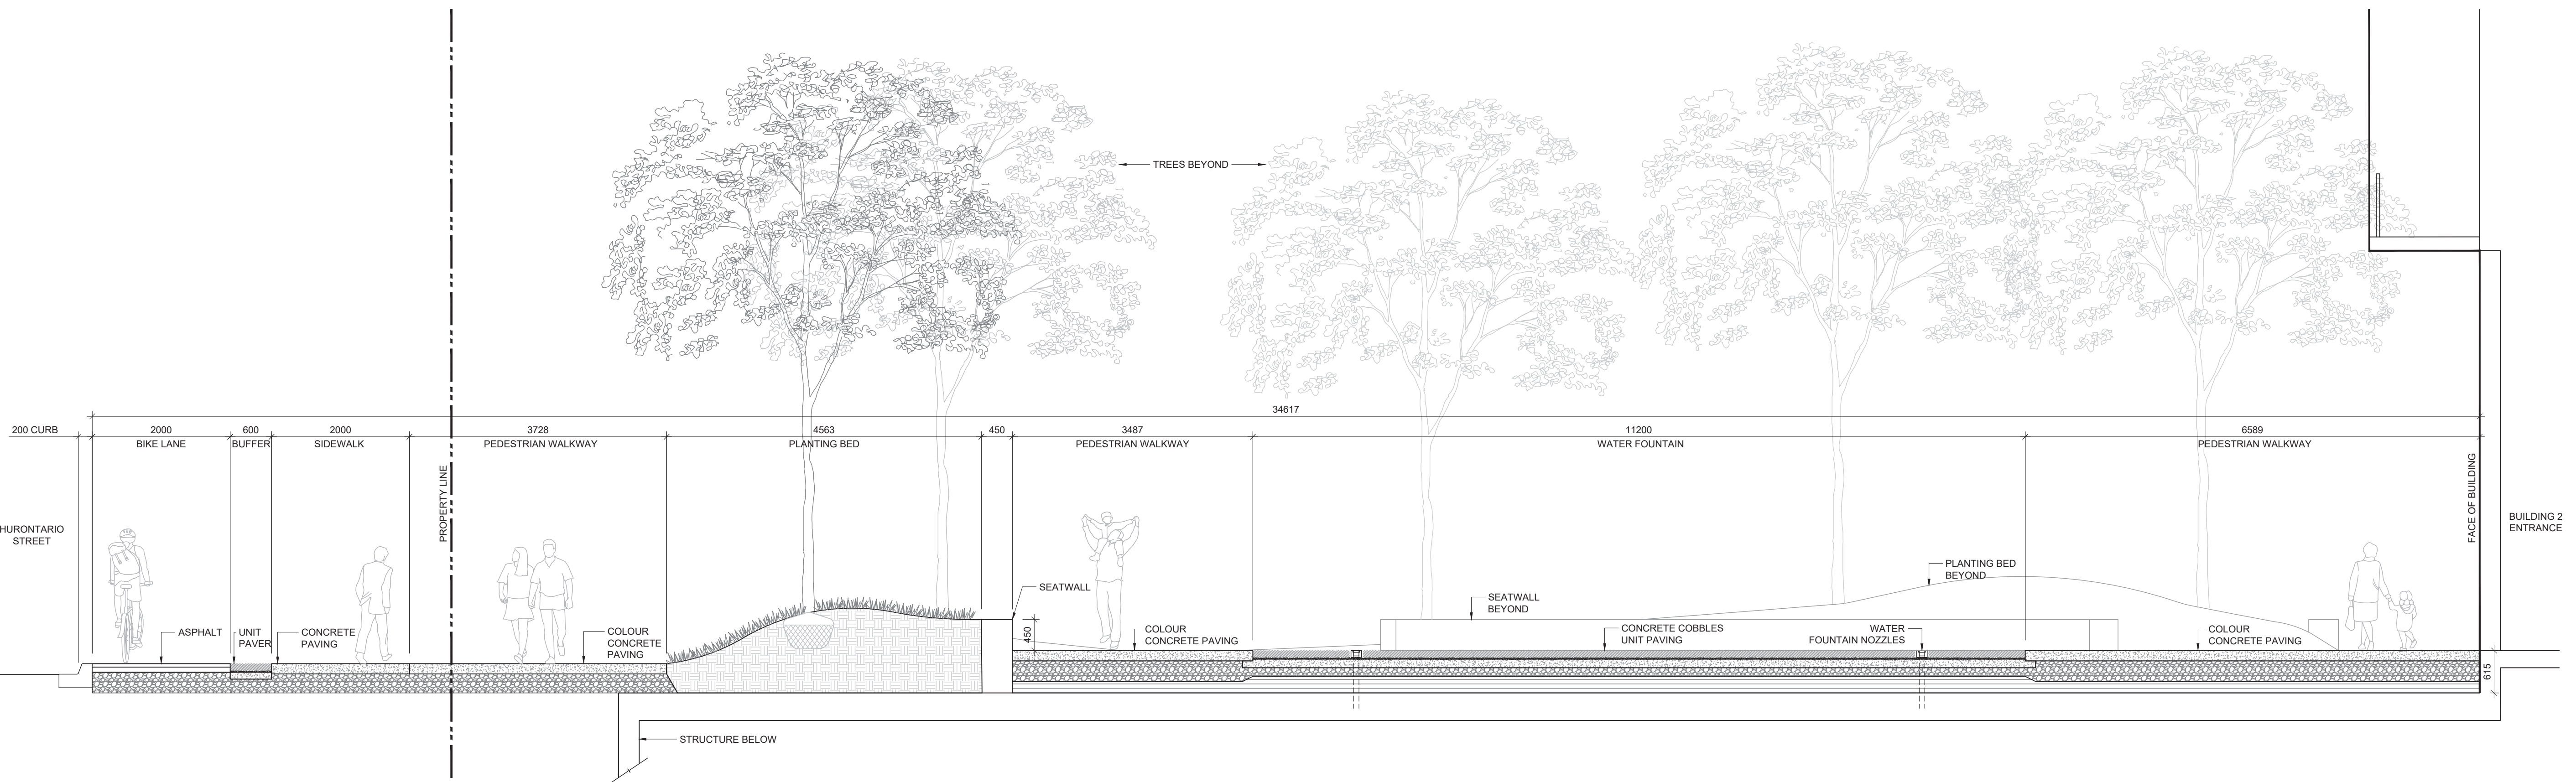 TREES BEYOND
34617
200 CURB
2000
BIKE LANE
600
BUFFER
2000
SIDEWALK
3728
PEDESTRIAN WALKWAY
4563
PLANTING BED
450
3487
PEDESTRIAN WALKWAY
11200
WATER FOUNTAIN
6589
PEDESTRIAN WALKWAY
HURONTARIO
STREET
PROPERTY LINE
FACE OF BUILDING
BUILDING 2
ENTRANCE
ASPHALT
UNIT
PAVER
CONCRETE
PAVING
COLOUR
CONCRETE
PAVING
SEATWALL
450
COLOUR
CONCRETE PAVING
SEATWALL
BEYOND
CONCRETE COBBLES
UNIT PAVING
WATER
FOUNTAIN NOZZLES
PLANTING BED
BEYOND
COLOUR
CONCRETE PAVING
615
STRUCTURE BELOW